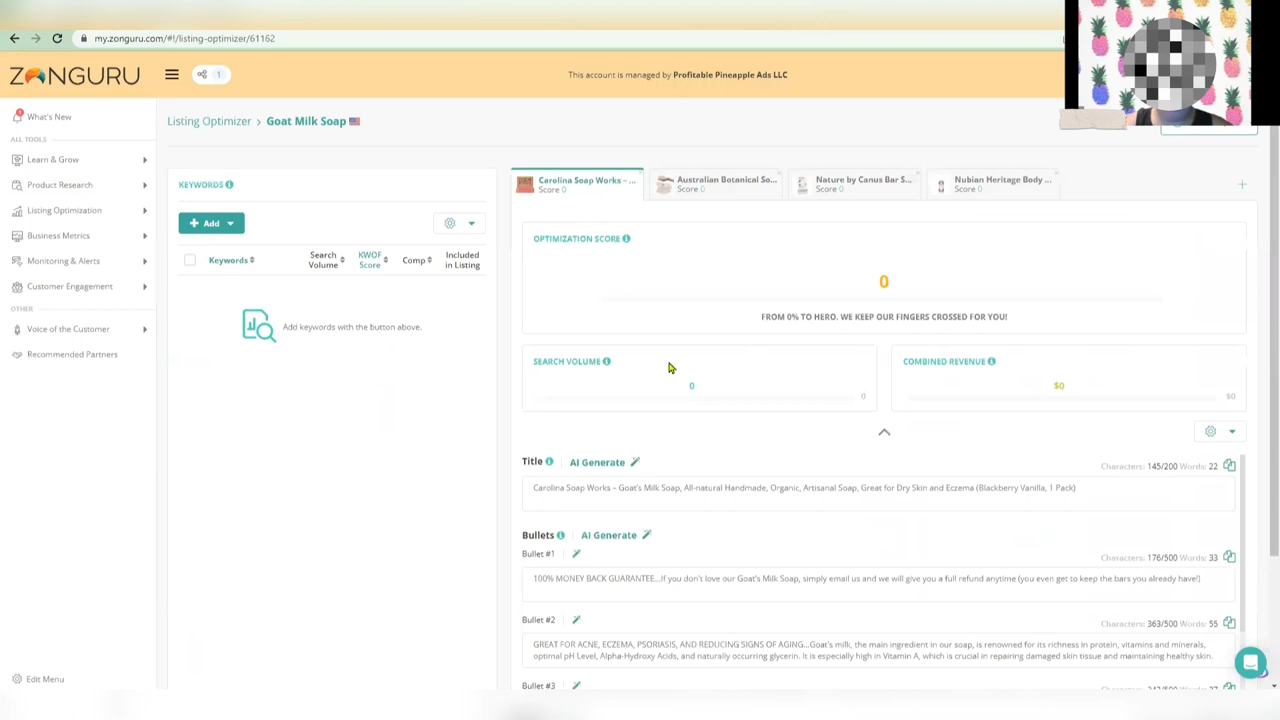 my.zonguru.com/#!/listing-optimizer/61162
ZONGURU
1
This account is managed by Profitable Pineapple Ads LLC
What's New
ALL TOOLS
Learn & Grow
Product Research
Listing Optimization
Business Metrics
Monitoring & Alerts
Customer Engagement
OTHER
Voice of the Customer
Recommended Partners
Edit Menu
Listing Optimizer > Goat Milk Soap
KEYWORDS
+ Add
Keywords Search Volume KWOF Score Comp Included in Listing
Add keywords with the button above.
Carolina Soap Works – ...
Score 0
Australian Botanical So...
Score 0
Nature by Canus Bar S...
Score 0
Nubian Heritage Body ...
Score 0
OPTIMIZATION SCORE
0
FROM 0% TO HERO. WE KEEP OUR FINGERS CROSSED FOR YOU!
SEARCH VOLUME
0
0
COMBINED REVENUE
$0
$0
Title AI Generate Characters: 145/200 Words: 22
Carolina Soap Works – Goat's Milk Soap, All-natural Handmade, Organic, Artisanal Soap, Great for Dry Skin and Eczema (Blackberry Vanilla, 1 Pack)
Bullets AI Generate
Bullet #1 Characters: 176/500 Words: 33
100% MONEY BACK GUARANTEE...If you don't love our Goat's Milk Soap, simply email us and we will give you a full refund anytime (you even get to keep the bars you already have!)
Bullet #2 Characters: 363/500 Words: 55
GREAT FOR ACNE, ECZEMA, PSORIASIS, AND REDUCING SIGNS OF AGING...Goat's milk, the main ingredient in our soap, is renowned for its richness in protein, vitamins and minerals,
optimal pH Level, Alpha-Hydroxy Acids, and naturally occurring glycerin. It is especially high in Vitamin A, which is crucial in repairing damaged skin tissue and maintaining healthy skin.
Bullet #3